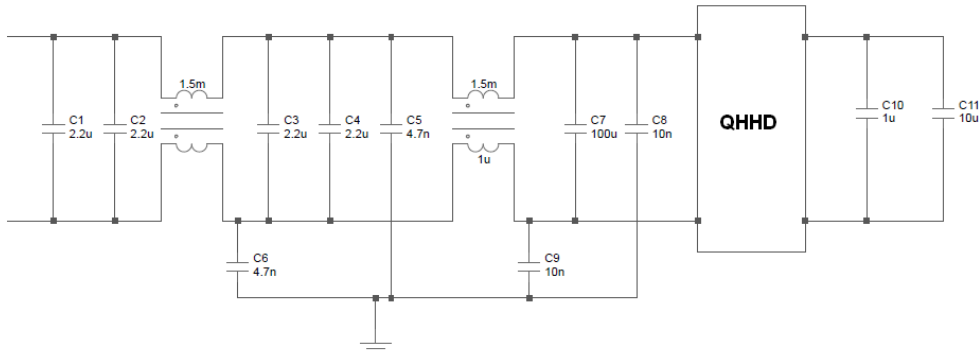 1.5m
1.5m
1u
C1
2.2u
C2
2.2u
C3
2.2u
C4
2.2u
C5
4.7n
C7
100u
C8
10n
QHHD
C10
1u
C11
10u
C6
4.7n
C9
10n